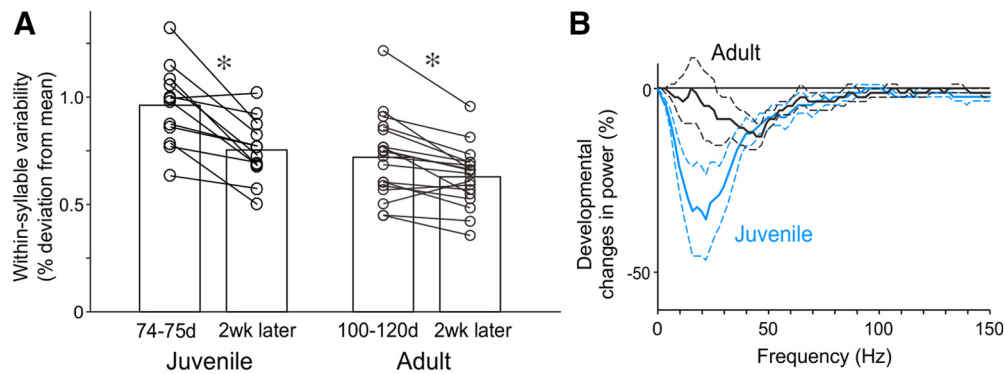 A
Within-syllable variability
(% deviation from mean)
1.0
0.5
0
*
*
74-75d
2wk later
100-120d
2wk later
Juvenile
Adult
B
Developmental
changes in power (%)
0
-50
Adult
Juvenile
0
50
100
150
Frequency (Hz)